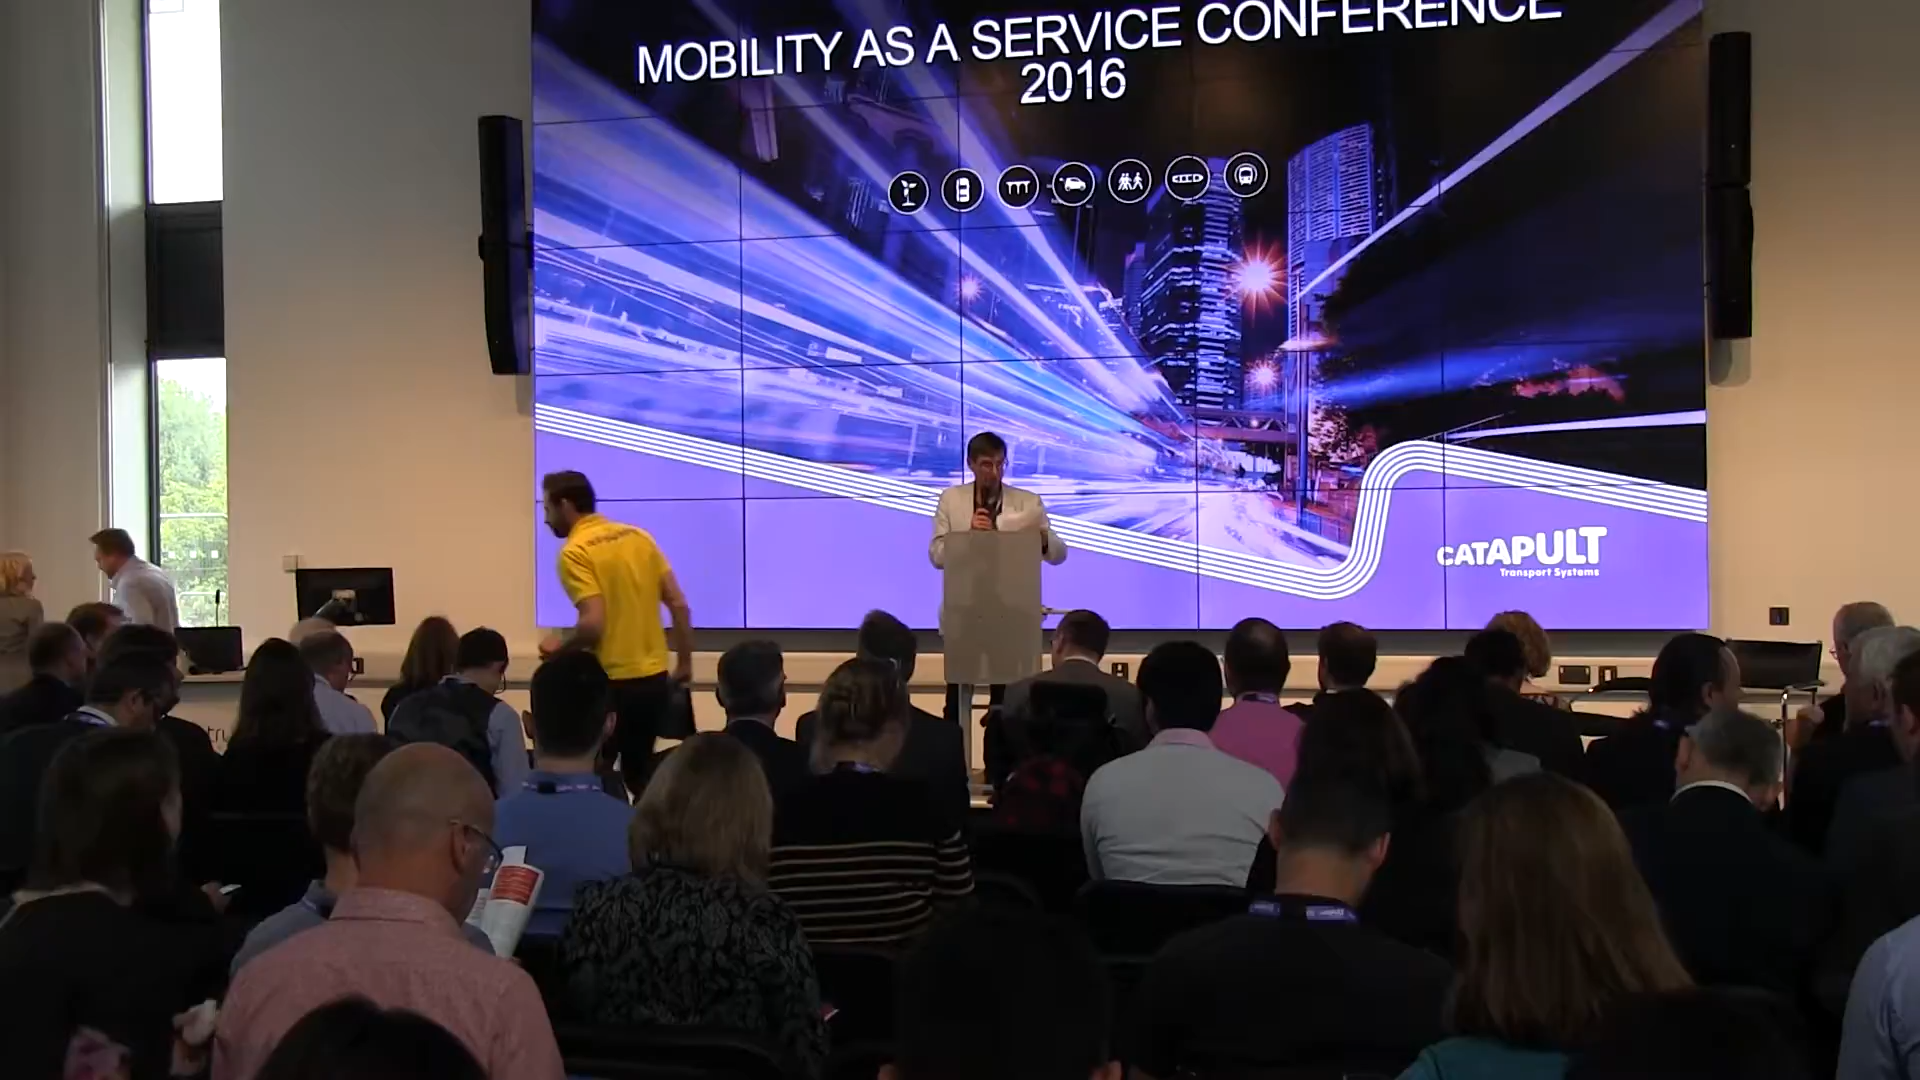 MOBILITY AS A SERVICE CONFERENCE
2016
CATAPULT
Transport Systems